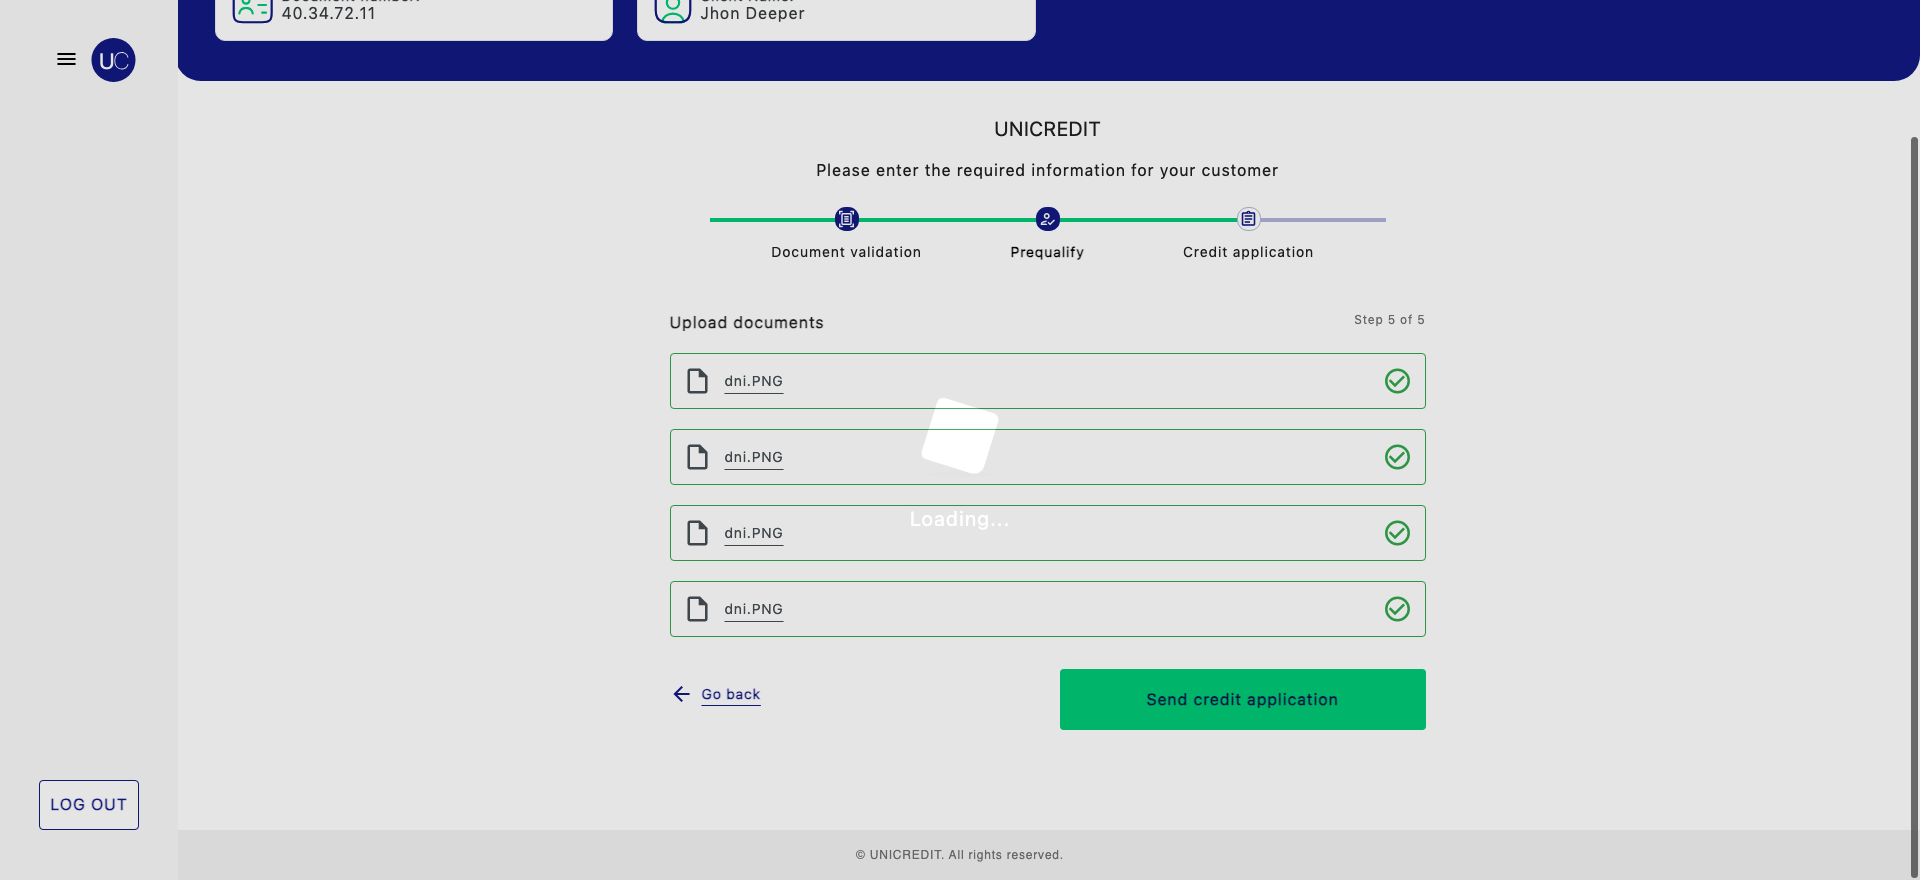 40.34.72.11
Jhon Deeper
UC
UNICREDIT
Please enter the required information for your customer
Document validation
Prequalify
Credit application
Upload documents
Step 5 of 5
dni.PNG
dni.PNG
Loading...
dni.PNG
dni.PNG
Go back
Send credit application
LOG OUT
© UNICREDIT. All rights reserved.